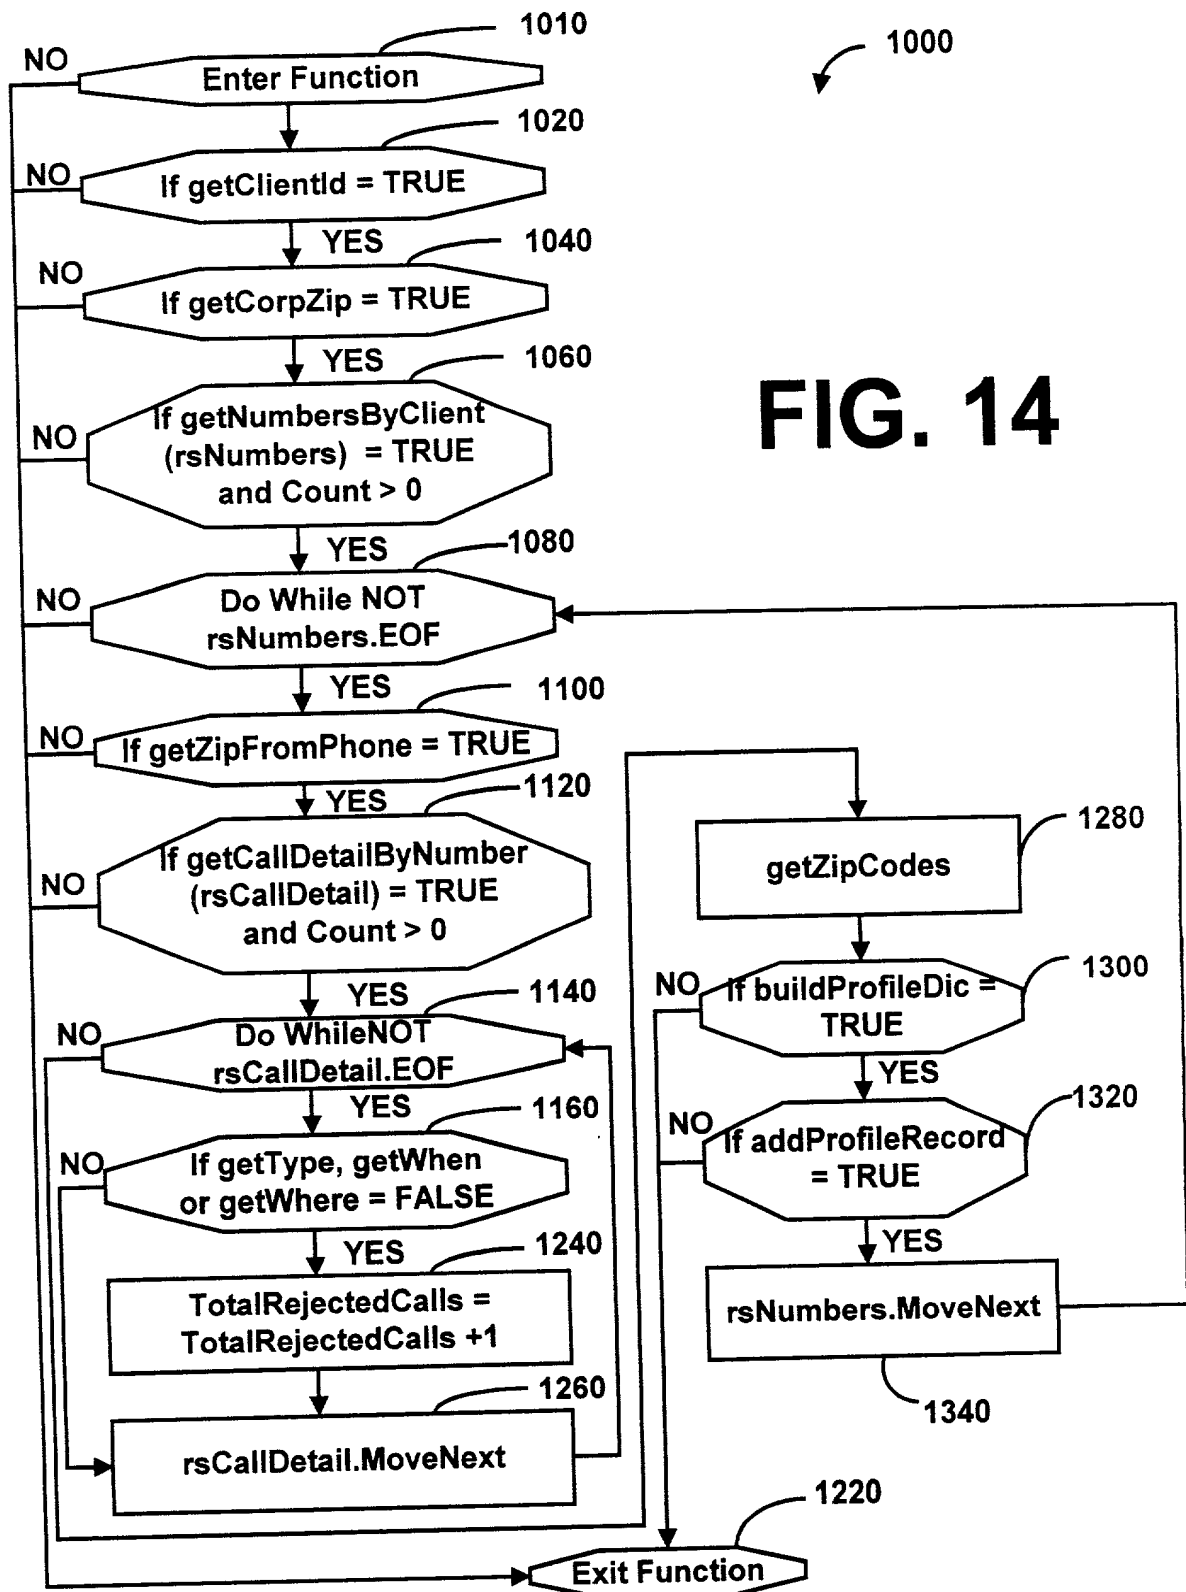 1010
1000
NO
Enter Function
1020
NO
If getClientId = TRUE
YES
1040
NO
If getCorpZip = TRUE
YES
1060
NO
If getNumbersByClient
(rsNumbers) = TRUE
and Count > 0
FIG. 14
YES
1080
NO
Do While NOT
rsNumbers.EOF
YES
1100
NO
If getZipFromPhone = TRUE
YES
1120
NO
If getCallDetailByNumber
(rsCallDetail) = TRUE
and Count > 0
YES
1140
NO
Do WhileNOT
rsCallDetail.EOF
YES
1160
NO
If getType, getWhen
or getWhere = FALSE
YES
1240
TotalRejectedCalls =
TotalRejectedCalls +1
1260
rsCallDetail.MoveNext
1280
getZipCodes
1300
NO
If buildProfileDic =
TRUE
YES
1320
NO
If addProfileRecord
= TRUE
YES
rsNumbers.MoveNext
1340
1220
Exit Function